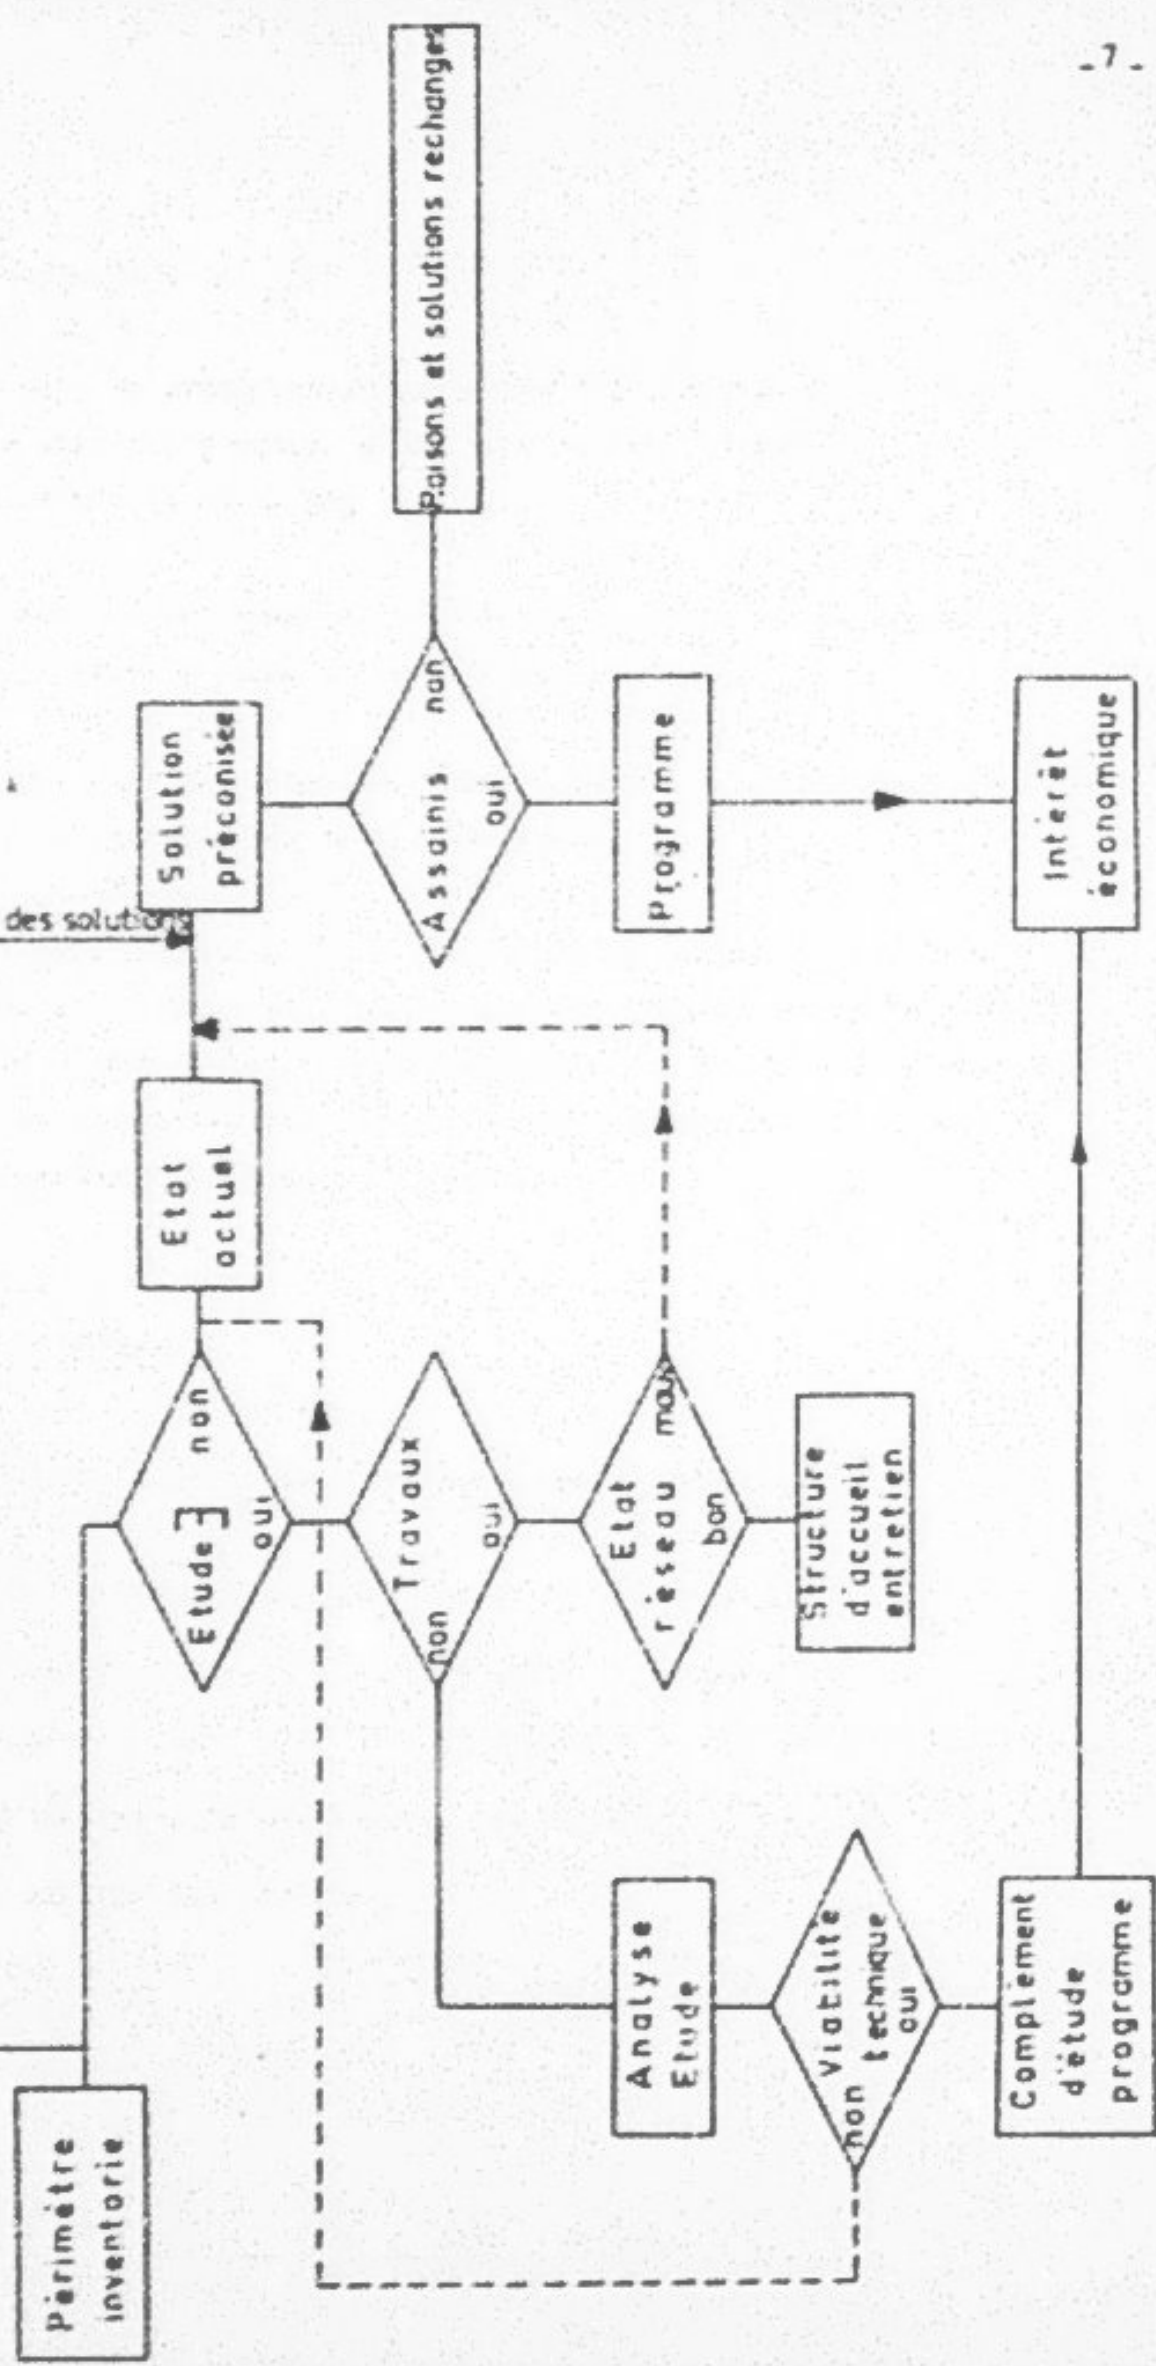 - 7 -
des solutions
Périmètre
inventorie
Etude
non
oui
Etat
actuel
Solution
préconisée
Travaux
non
oui
Assainis
non
oui
Raisons et solutions rechanges
Etat
réseau
bon
Analyse
Etude
Programme
Structure
d'accueil
entretien
Viabilité
technique
non
oui
Complément
d'étude
programme
Intérêt
économique